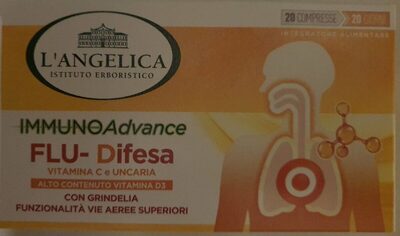 20 COMPRESSE 20 GIORNI
INTEGRATORE ALIMENTARE
L'ANGELICA
ISTITUTO ERBORISTICO
IMMUNOAdvance
FLU- Difesa
VITAMINA C e UNCARIA
ALTO CONTENUTO VITAMINA D3
CON GRINDELIA
FUNZIONALITÀ VIE AEREE SUPERIORI